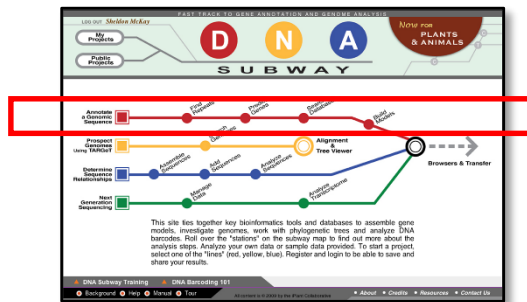 FAST TRACK TO GENE ANNOTATION AND GENOME ANALYSIS
LOG OUT Sheldon McKay
My
Projects
Public
Projects
D N A
SUBWAY
Now FOR
PLANTS
& ANIMALS
Annotate
a Genomic
Sequence
Find
Repeats
Predict
Genes
Search
Databases
Build
Models
Prospect
Genomes
Using TARGeT
Alignment
&
Tree Viewer
Browsers & Transfer
Determine
Sequence
Relationships
Assemble
Sequences
Add
Sequences
Analyze
Sequences
Next
Generation
Sequencing
Manage
Data
Analyze
Transcriptome
This site ties together key bioinformatics tools and databases to assemble gene
models, investigate genomes, work with phylogenetic trees and analyze DNA
barcodes. Roll over the "stations" on the subway map to find out more about the
analysis steps. Analyze your own data or sample data provided. To start a project,
select one of the "lines" (red, yellow, blue). Register and login to be able to save and
share your results.
DNA Subway Training DNA Barcoding 101
Background Help Manual Tour
About Credits Resources Contact Us